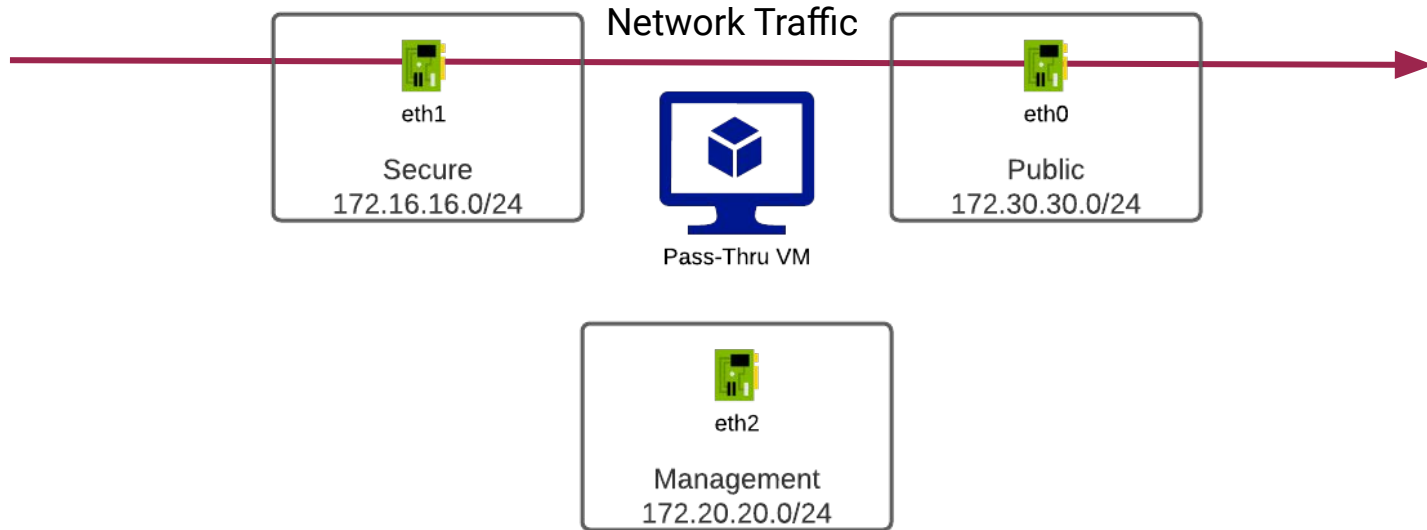 Network Traffic
eth1
Secure
172.16.16.0/24
Pass-Thru VM
eth0
Public
172.30.30.0/24
eth2
Management
172.20.20.0/24